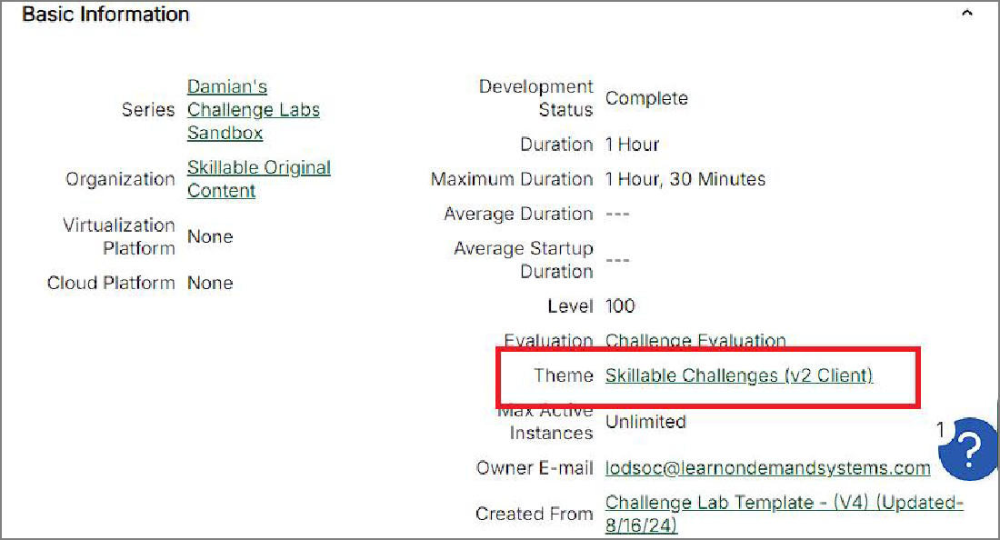 Basic Information
Series
Damian's
Challenge Labs
Sandbox
Organization
Skillable Original
Content
Virtualization
Platform
None
Cloud Platform
None
Development
Status
Complete
Duration
1 Hour
Maximum Duration
1 Hour, 30 Minutes
Average Duration
---
Average Startup
Duration
---
Level
100
Evaluation
Challenge Evaluation
Theme
Skillable Challenges (v2 Client)
Max Active
Instances
Unlimited
1
?
Owner E-mail
lodsoc@learnondemandsystems.com
Created From
Challenge Lab Template - (V4) (Updated-
8/16/24)